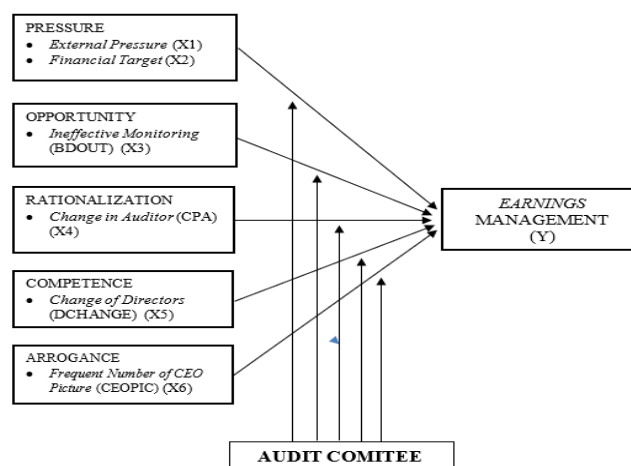 PRESSURE
• External Pressure (X1)
• Financial Target (X2)
OPPORTUNITY
• Ineffective Monitoring
(BDOUT) (X3)
RATIONALIZATION
• Change in Auditor (CPA)
(X4)
COMPETENCE
• Change of Directors
(DCHANGE) (X5)
ARROGANCE
• Frequent Number of CEO
Picture (CEOPIC) (X6)
EARNINGS
MANAGEMENT
(Y)
AUDIT COMITEE